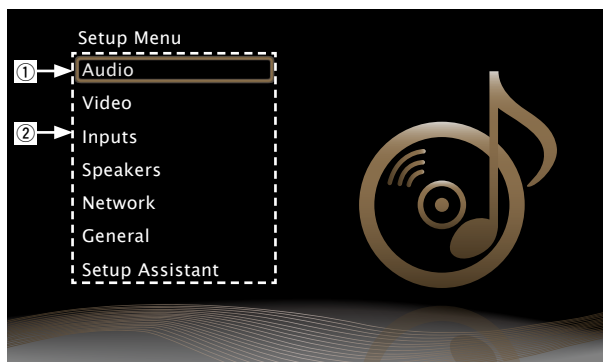 Setup Menu
① Audio
Video
② Inputs
Speakers
Network
General
Setup Assistant